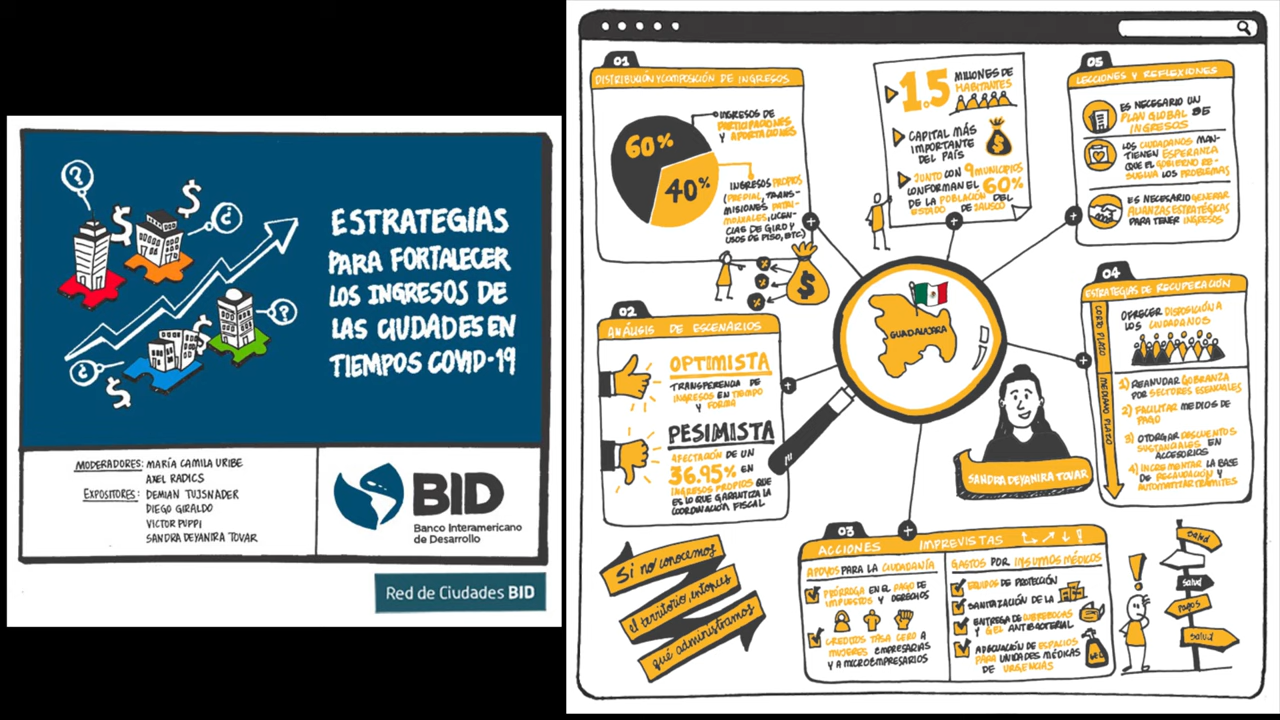 ESTRATEGIAS
PARA FORTALECER
LOS INGRESOS DE
LAS CIUDADES EN
TIEMPOS COVID-19
MODERADORES: MARÍA CAMILA URIBE
AXEL RADICS
EXPOSITORES: DEMIAN TUJSNADER
DIEGO GIRALDO
VICTOR PUPPI
SANDRA DEYANIRA TOVAR
BID
Banco Interamericano
de Desarrollo
Red de Ciudades BID
01
DISTRIBUCIÓN Y COMPOSICIÓN DE INGRESOS
60%
40%
INGRESOS DE
PARTICIPACIONES
Y APORTACIONES
INGRESOS PROPIOS
(PREDIAL, TRANS-
MISIONES PATRI-
MONIALES, LICEN-
CIAS DE GIRO Y
USOS DE PISO, ETC)
1.5 MILLONES DE
HABITANTES
CAPITAL MÁS
IMPORTANTE
DEL PAÍS
JUNTO CON 9 MUNICIPIOS
CONFORMAN EL 60%
DE LA POBLACIÓN DEL
ESTADO DE JALISCO
05
LECCIONES Y REFLEXIONES
ES NECESARIO UN
PLAN GLOBAL DE
INGRESOS
LOS CIUDADANOS MAN-
TIENEN ESPERANZA
QUE EL GOBIERNO RE-
SUELVA LOS PROBLEMAS
ES NECESARIO GENERAR
ALIANZAS ESTRATÉGICAS
PARA TENER INGRESOS
GUADALAJARA
02
ANÁLISIS DE ESCENARIOS
OPTIMISTA
TRANSFERENCIA DE
INGRESOS EN TIEMPO
Y FORMA
PESIMISTA
AFECTACIÓN DE UN
36.95% EN
INGRESOS PROPIOS QUE
ES LO QUE GARANTIZA LA
COORDINACIÓN FISCAL
SANDRA DEYANIRA TOVAR
04
ESTRATEGIAS DE RECUPERACIÓN
CORTO PLAZO
MEDIANO PLAZO
OFRECER DISPOSICIÓN A
LOS CIUDADANOS
1) REANUDAR COBRANZA
POR SECTORES ESENCIALES
2) FACILITAR MEDIOS DE
PAGO
3) OTORGAR DESCUENTOS
SUSTANCIALES EN
ACCESORIOS
4) INCREMENTAR LA BASE
DE RECAUDACIÓN Y
AUTOMATIZAR TRÁMITES
Si no conocemos
el territorio, entonces
qué administramos
03
ACCIONES IMPREVISTAS
APOYOS PARA LA CIUDADANÍA
PRÓRROGA EN EL PAGO DE
IMPUESTOS Y DERECHOS
CRÉDITOS TASA CERO A
MUJERES EMPRESARIAS
Y A MICROEMPRESARIOS
GASTOS POR INSUMOS MÉDICOS
EQUIPOS DE PROTECCIÓN
SANITIZACIÓN DE LA
ENTREGA DE CUBREBOCAS
Y GEL ANTIBACTERIAL
ADECUACIÓN DE ESPACIOS
PARA UNIDADES MÉDICAS
DE URGENCIAS
Salud
Salud
Pagos
Salud